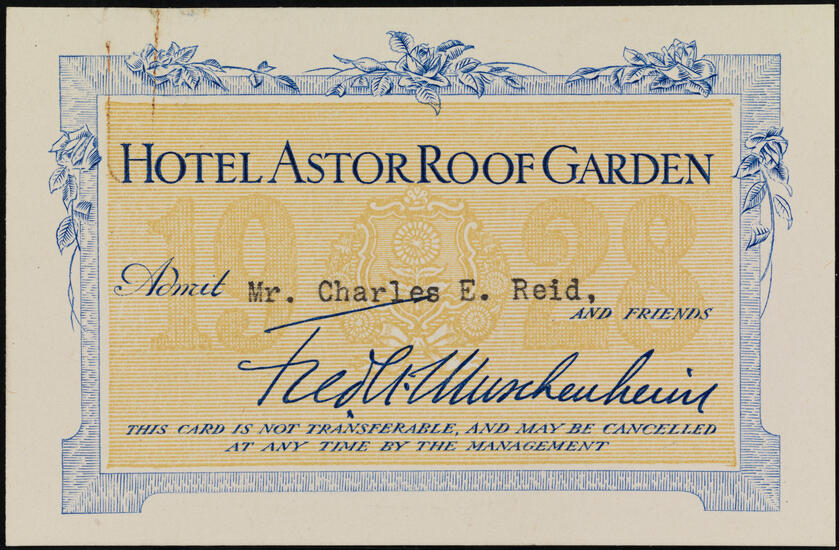 HOTEL ASTOR ROOF GARDEN
1928
Admit Mr. Charles E. Reid,
AND FRIENDS
Fred A. Muschenheim
THIS CARD IS NOT TRANSFERABLE, AND MAY BE CANCELLED
AT ANY TIME BY THE MANAGEMENT